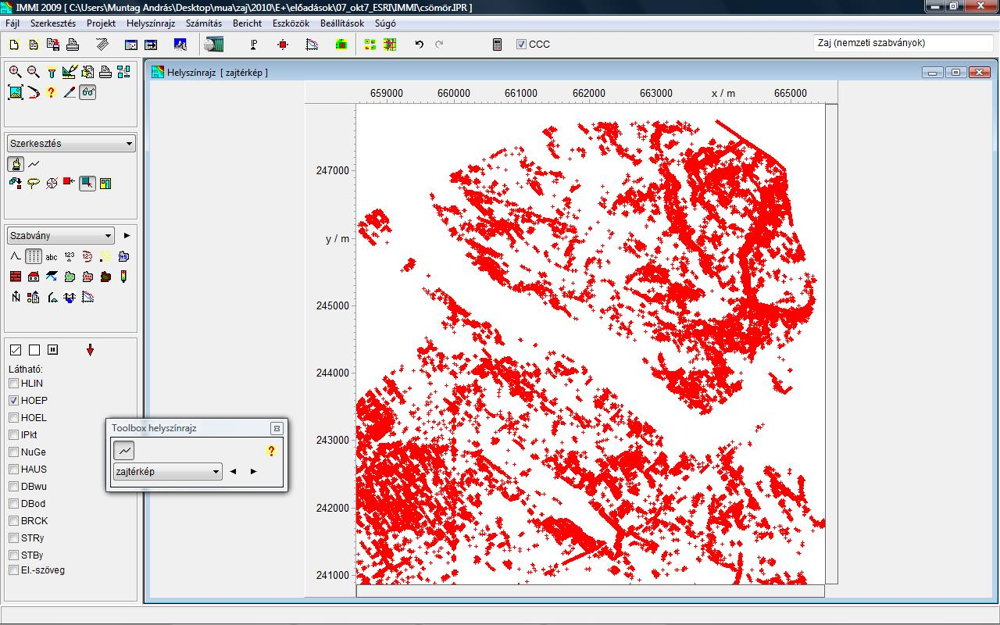 IMMI 2009 [ C:\Users\Muntag András\Desktop\mua\zaj\2010\E+\előadások\07_okt7_ESRI\IMMI\csömör.IPR ]
Fájl Szerkesztés Projekt Helyszínrajz Számítás Bericht Eszközök Beállítások Súgó
CCC
Zaj (nemzeti szabványok)
Helyszínrajz [ zajtérkép ]
659000 660000 661000 662000 663000 x / m 665000
Szerkesztés
247000
y / m
Szabvány
abc 123 123
245000
244000
Látható:
HLIN
HOEP
HOEL
IPkt
NuGe
HAUS
DBwu
DBod
BRCK
STRy
STBy
El.-szöveg
Toolbox helyszínrajz
zajtérkép
243000
242000
241000